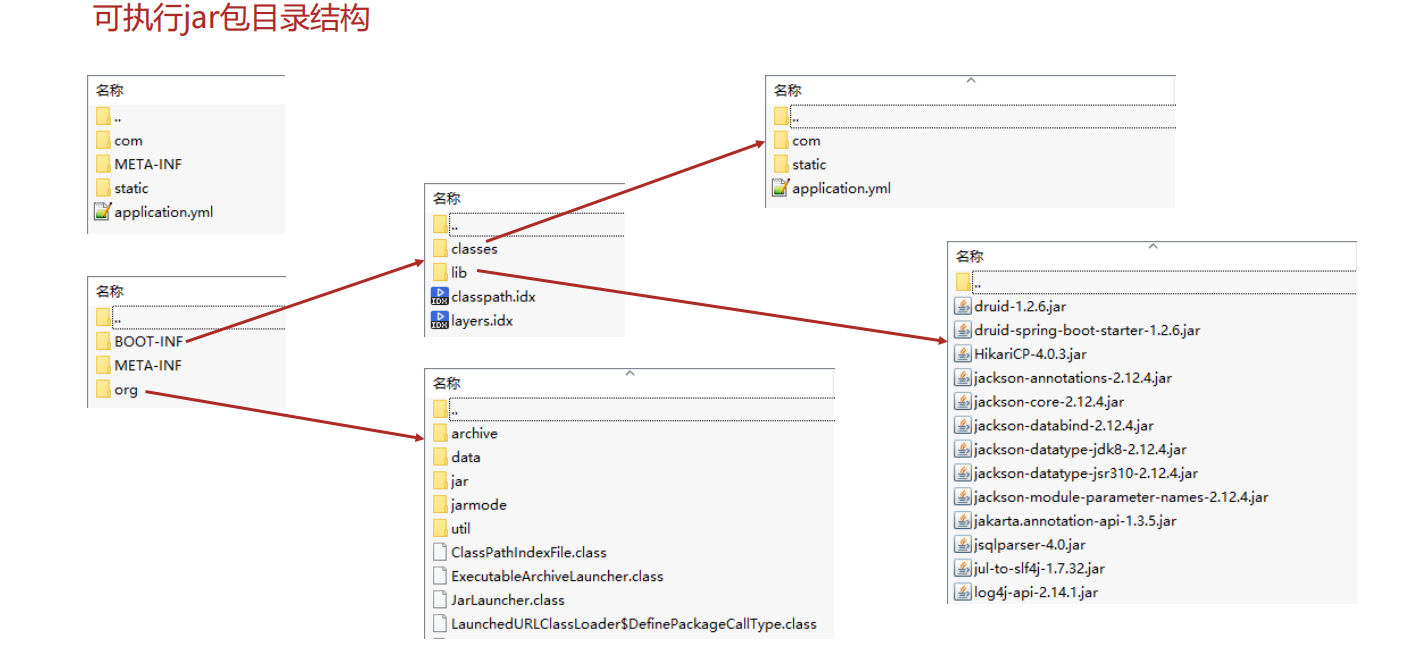 可执行jar包目录结构
名称
..
com
META-INF
static
application.yml
名称
..
BOOT-INF
META-INF
org
名称
..
classes
lib
IDX classpath.idx
IDX layers.idx
名称
..
archive
data
jar
jarmode
util
ClassPathIndexFile.class
ExecutableArchiveLauncher.class
JarLauncher.class
LaunchedURLClassLoader$DefinePackageCallType.class
名称
..
com
static
application.yml
名称
..
druid-1.2.6.jar
druid-spring-boot-starter-1.2.6.jar
HikariCP-4.0.3.jar
jackson-annotations-2.12.4.jar
jackson-core-2.12.4.jar
jackson-databind-2.12.4.jar
jackson-datatype-jdk8-2.12.4.jar
jackson-datatype-jsr310-2.12.4.jar
jackson-module-parameter-names-2.12.4.jar
jakarta.annotation-api-1.3.5.jar
jsqlparser-4.0.jar
jul-to-slf4j-1.7.32.jar
log4j-api-2.14.1.jar